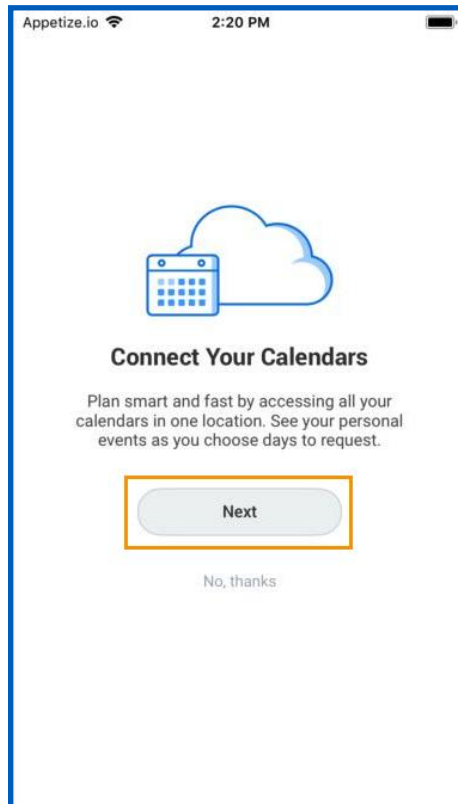 Appetize.io 2:20 PM
Connect Your Calendars
Plan smart and fast by accessing all your
calendars in one location. See your personal
events as you choose days to request.
Next
No, thanks